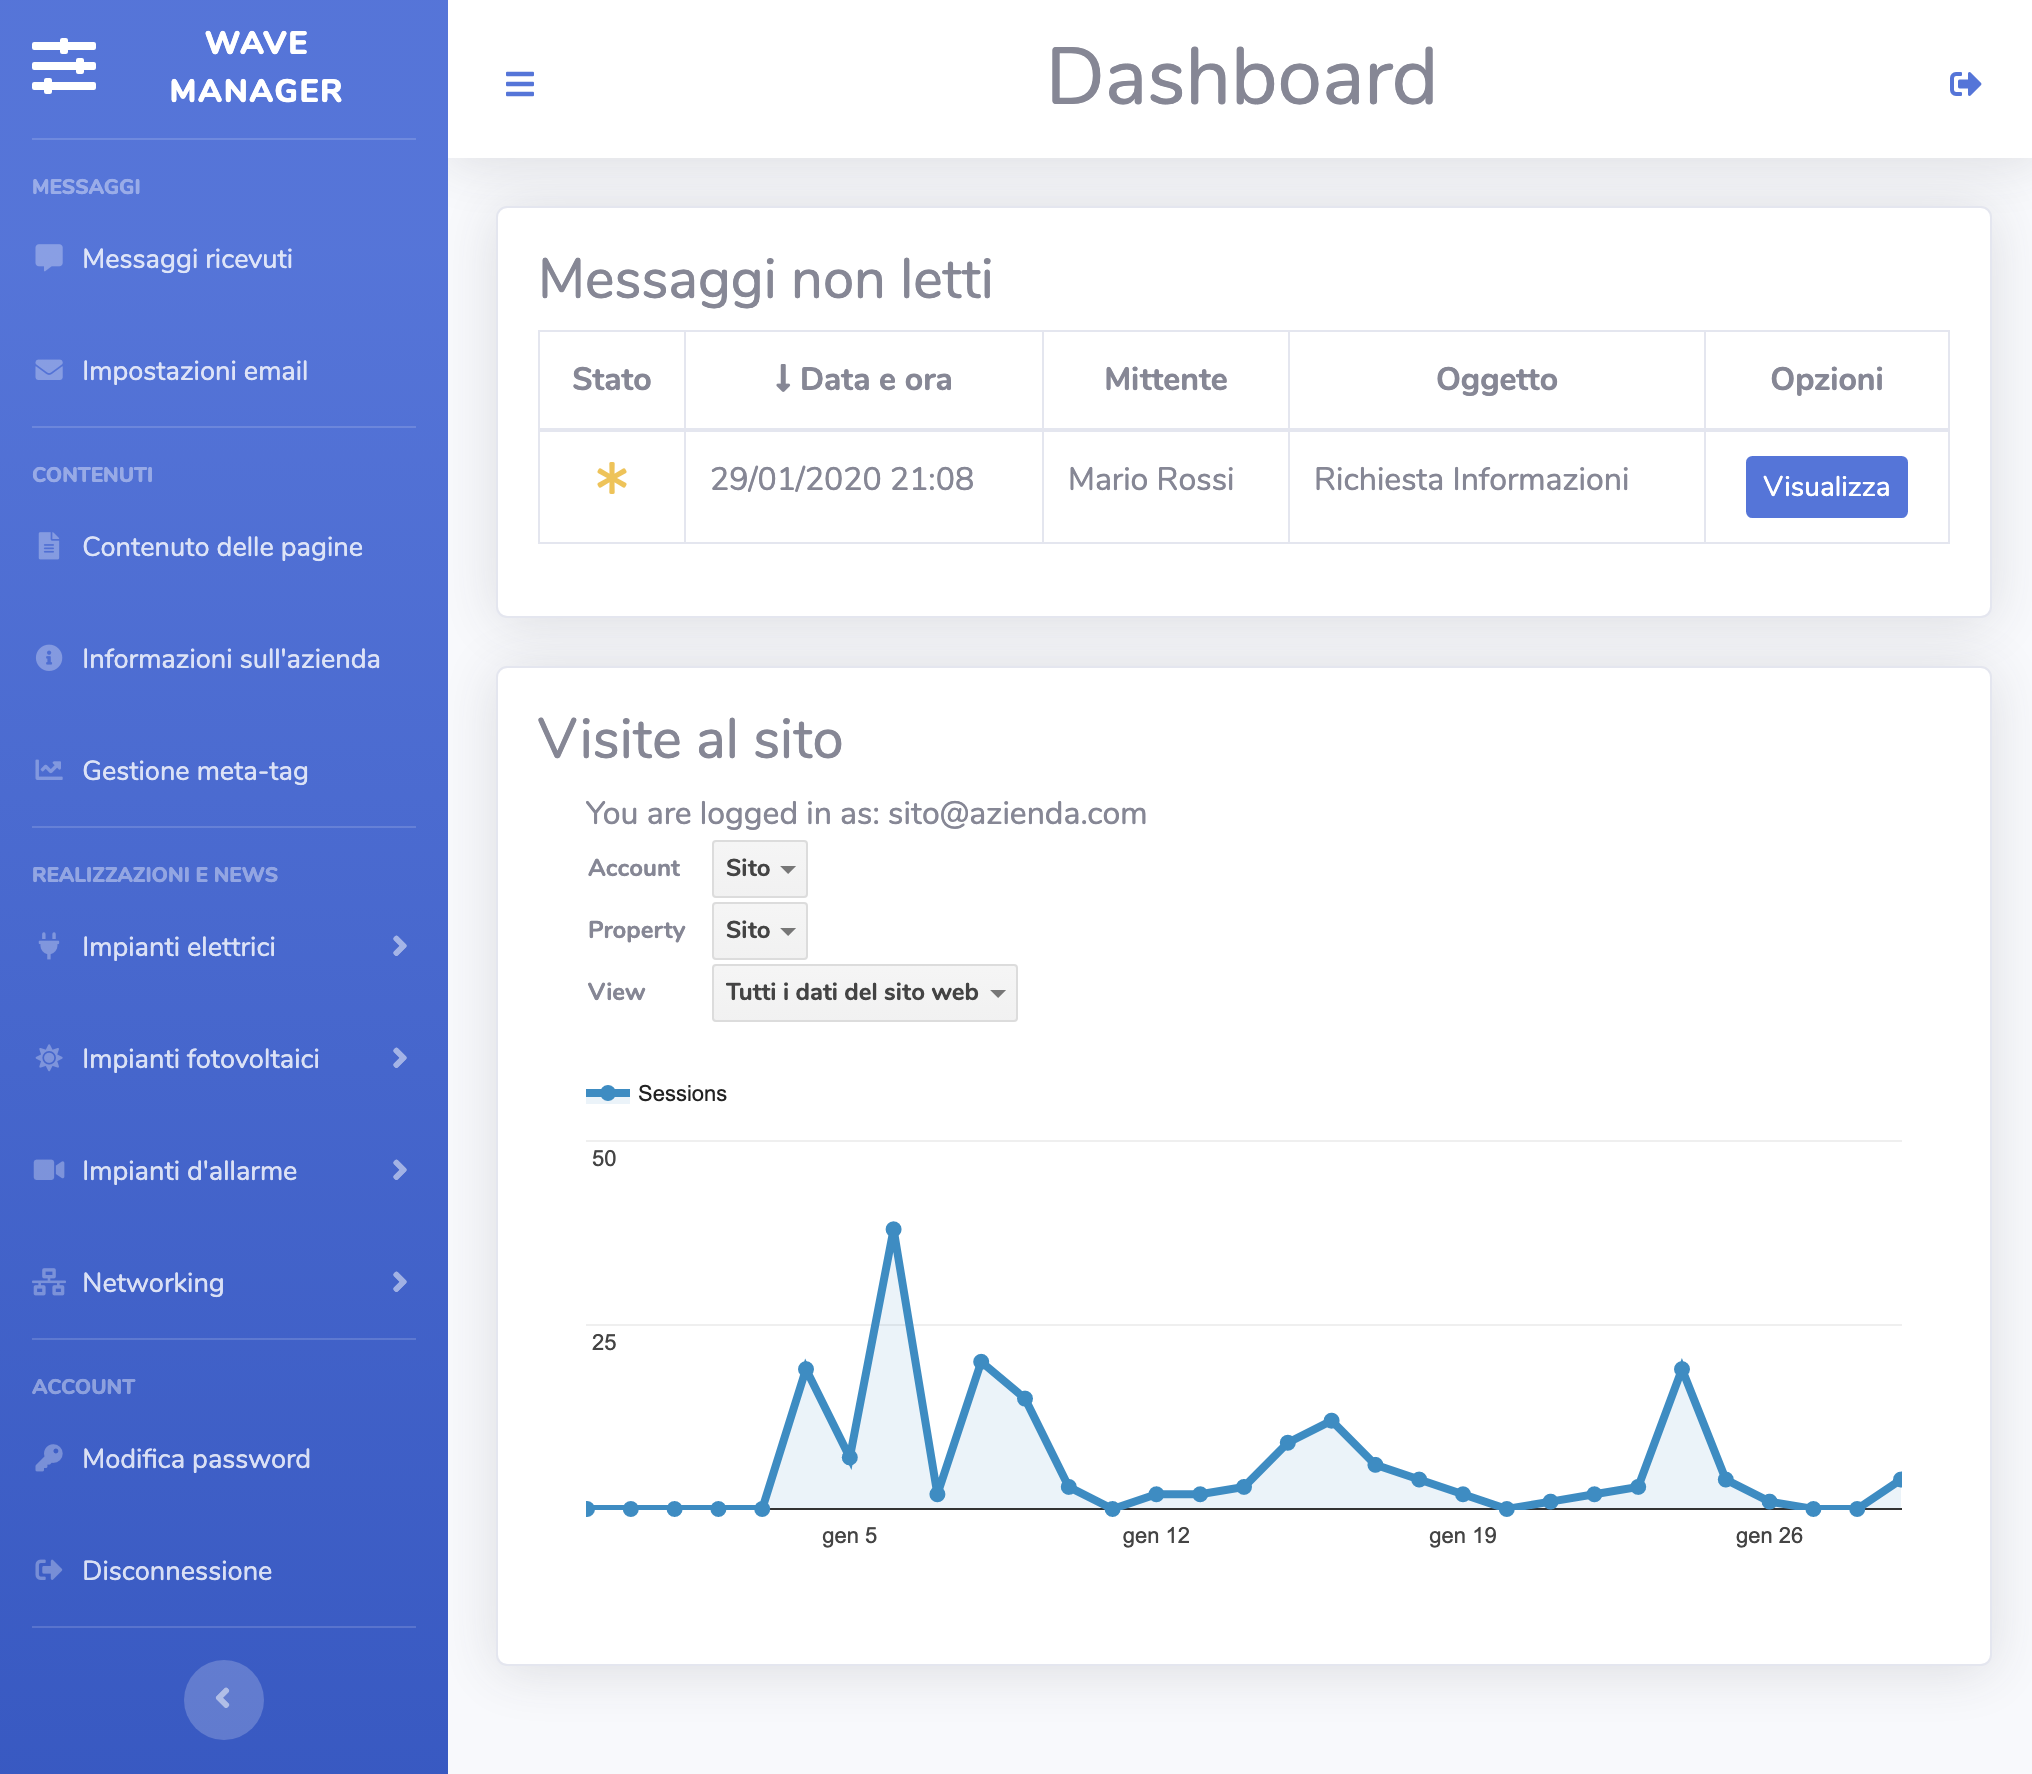 WAVE
MANAGER
MESSAGGI
Messaggi ricevuti
Impostazioni email
CONTENUTI
Contenuto delle pagine
Informazioni sull'azienda
Gestione meta-tag
REALIZZAZIONI E NEWS
Impianti elettrici
Impianti fotovoltaici
Impianti d'allarme
Networking
ACCOUNT
Modifica password
Disconnessione
Dashboard
Messaggi non letti
Stato Data e ora Mittente Oggetto Opzioni
29/01/2020 21:08 Mario Rossi Richiesta Informazioni Visualizza
Visite al sito
You are logged in as: sito@azienda.com
Account Sito
Property Sito
View Tutti i dati del sito web
Sessions
50
25
gen 5 gen 12 gen 19 gen 26